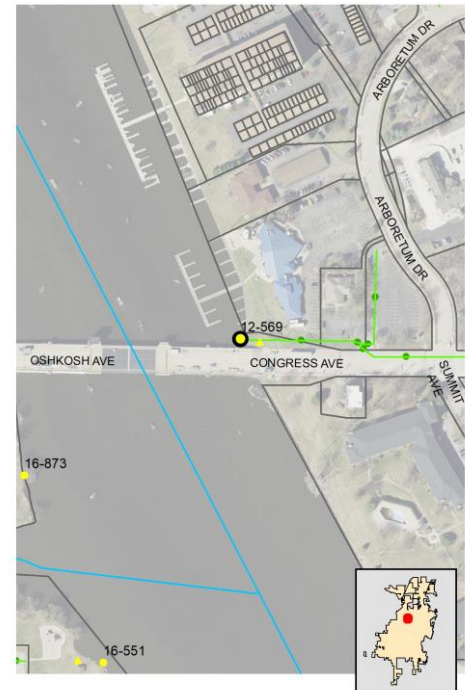 ARBORETUM DR
ARBORETUM DR
12-569
OSHKOSH AVE
CONGRESS AVE
SUMMIT
AVE
16-873
16-551